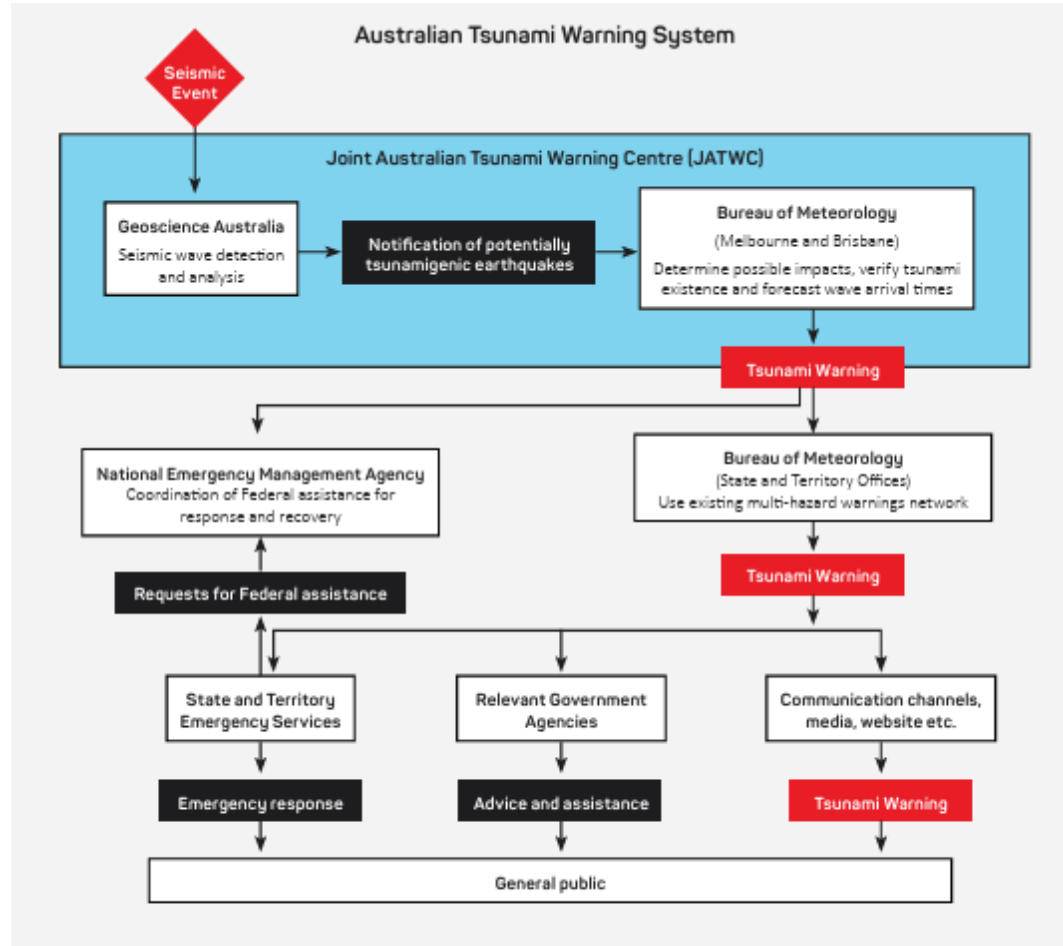 Australian Tsunami Warning System
Seismic
Event
Joint Australian Tsunami Warning Centre (JATWC)
Geoscience Australia
Seismic wave detection
and analysis
Notification of potentially
tsunamigenic earthquakes
Bureau of Meteorology
(Melbourne and Brisbane)
Determine possible impacts, verify tsunami
existence and forecast wave arrival times
Tsunami Warning
National Emergency Management Agency
Coordination of Federal assistance for
response and recovery
Bureau of Meteorology
(State and Territory Offices)
Use existing multi-hazard warnings network
Requests for Federal assistance
Tsunami Warning
State and Territory
Emergency Services
Relevant Government
Agencies
Communication channels,
media, website etc.
Emergency response
Advice and assistance
Tsunami Warning
General public